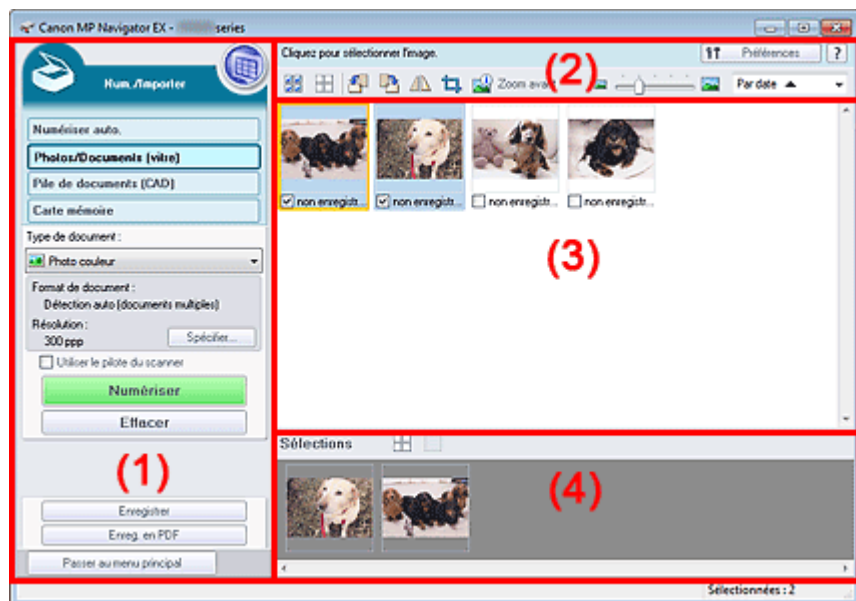 Canon MP Navigator EX - series
Num./Importer
Numériser auto.
Photos/Documents (vitre)
Pile de documents (CAD)
Carte mémoire
Type de document :
Photo couleur
Format de document :
Détection auto (documents multiples)
Résolution :
300 ppp
Spécifier...
Utiliser le pilote du scanner
Numériser
Effacer
(1)
Enregistrer
Enreg. en PDF
Passer au menu principal
Cliquez pour sélectionner l'image.
Préférences
?
(2)
Zoom
Par date
non enregistr...
non enregistr...
non enregistr...
non enregistr...
(3)
Sélections
(4)
Sélectionnées : 2